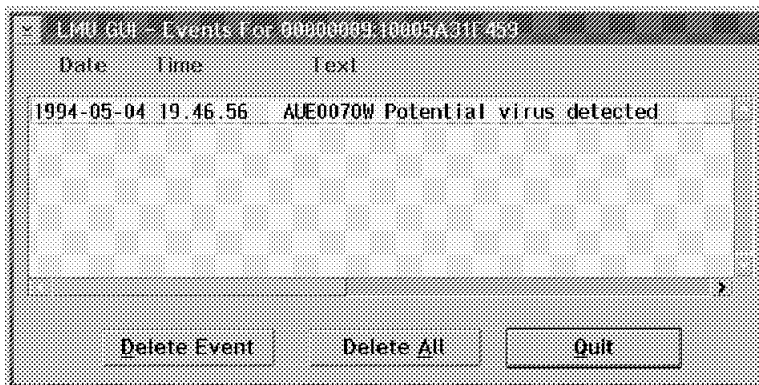 LMU GUI - Events For 00000009.10005A31F459
Date Time Text
1994-05-04 19.46.56 AUE0070W Potential virus detected
Delete Event Delete All Quit